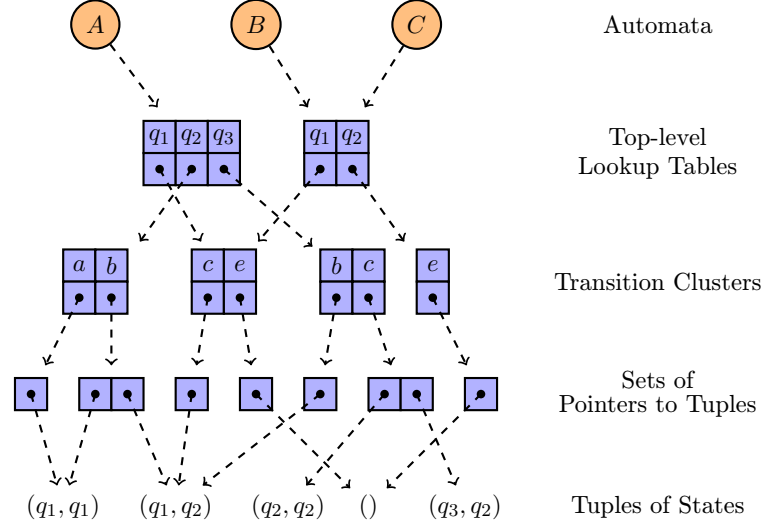 A B C Automata
q₁ q₂ q₃ q₁ q₂ Top-level
Lookup Tables
a b c e b c e Transition Clusters
Sets of
Pointers to Tuples
(q₁, q₁) (q₁, q₂) (q₂, q₂) () (q₃, q₂) Tuples of States